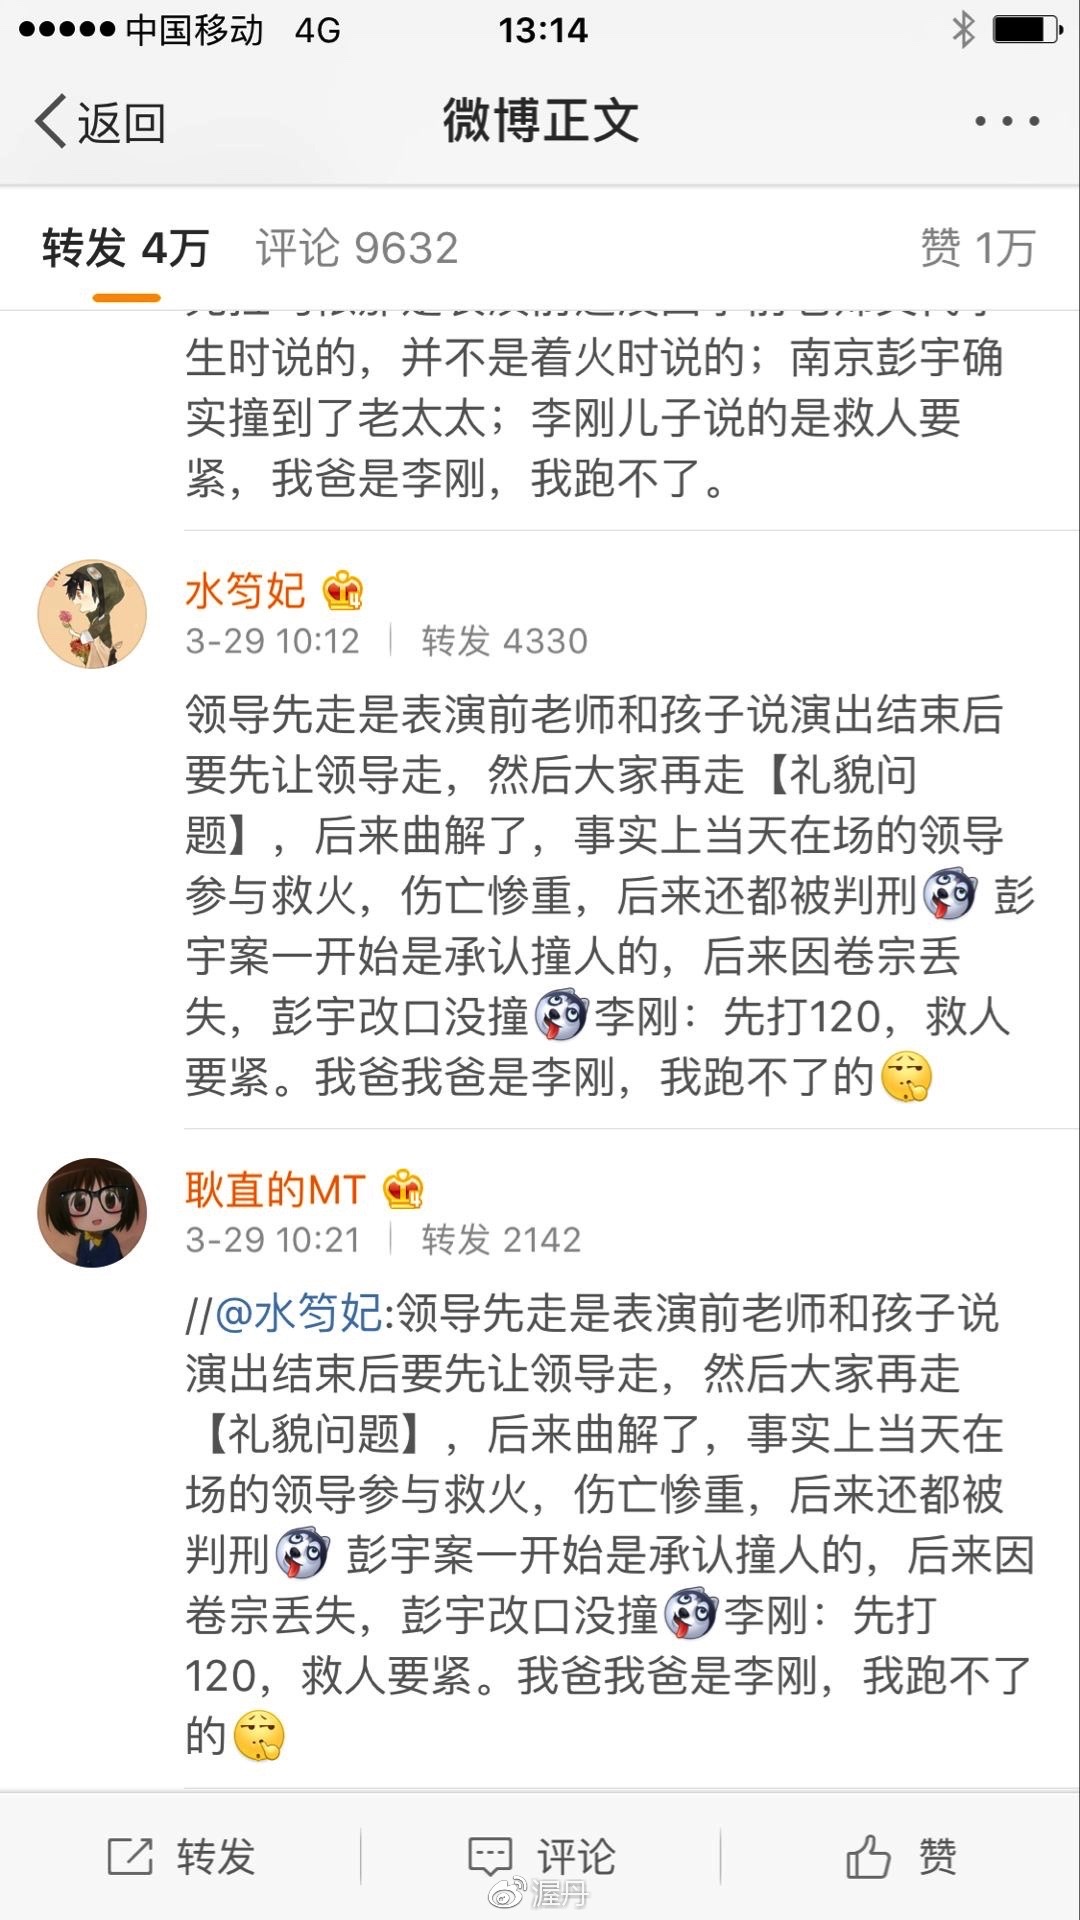 中国移动 4G 13:14
返回 微博正文
转发 4万 评论 9632 赞 1万
生时说的，并不是着火时说的；南京彭宇确
实撞到了老太太；李刚儿子说的是救人要
紧，我爸是李刚，我跑不了。
水笉妃
3-29 10:12 转发 4330
领导先走是表演前老师和孩子说演出结束后
要先让领导走，然后大家再走【礼貌问
题】，后来曲解了，事实上当天在场的领导
参与救火，伤亡惨重，后来还都被判刑 彭
宇案一开始是承认撞人的，后来因卷宗丢
失，彭宇改口没撞 李刚：先打120，救人
要紧。我爸我爸是李刚，我跑不了的
耿直的MT
3-29 10:21 转发 2142
//@水笉妃:领导先走是表演前老师和孩子说
演出结束后要先让领导走，然后大家再走
【礼貌问题】，后来曲解了，事实上当天在
场的领导参与救火，伤亡惨重，后来还都被
判刑 彭宇案一开始是承认撞人的，后来因
卷宗丢失，彭宇改口没撞 李刚：先打
120，救人要紧。我爸我爸是李刚，我跑不了
的
转发 评论 赞
渥丹